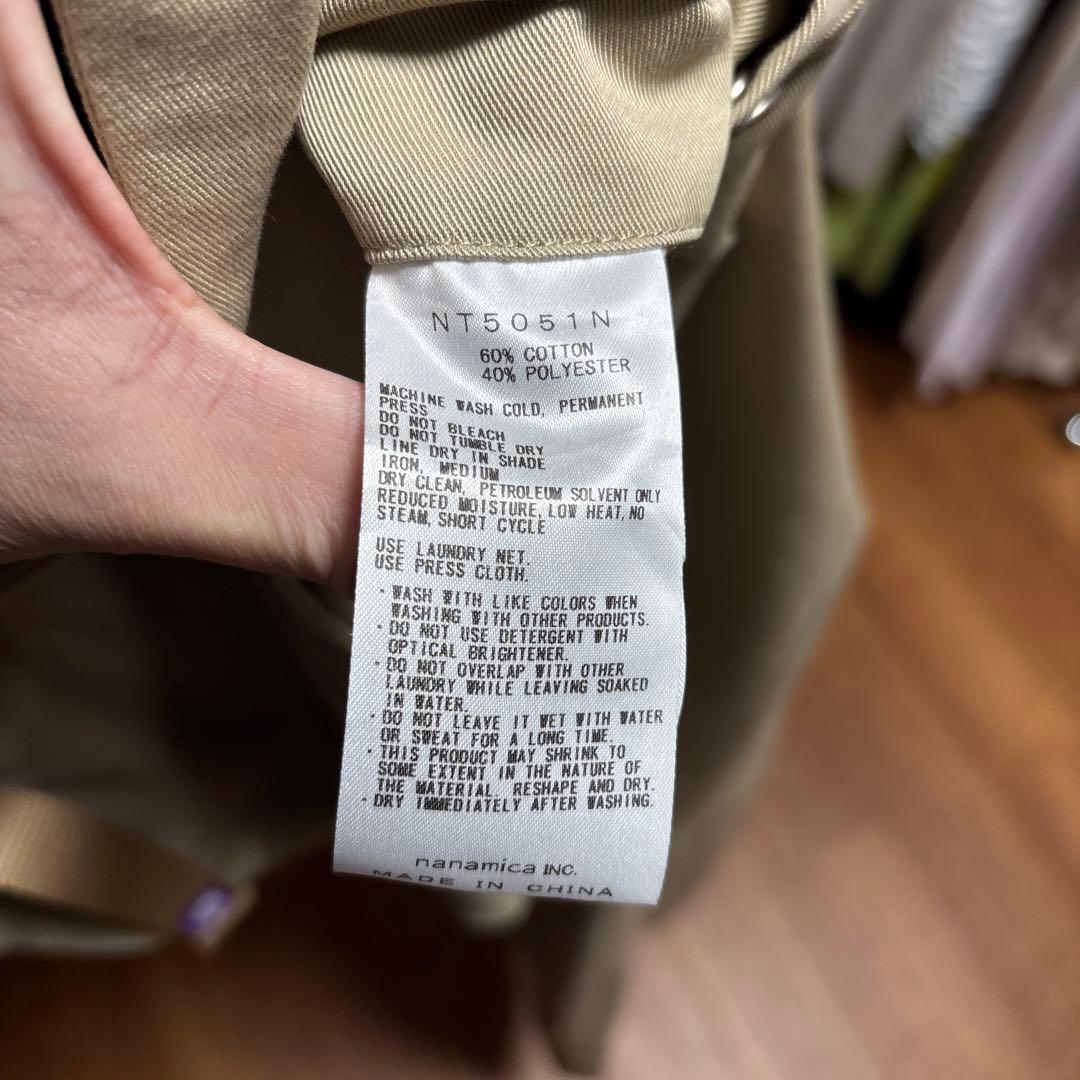 NT5051N
60% COTTON
40% POLYESTER
MACHINE WASH COLD, PERMANENT
PRESS
DO NOT BLEACH
DO NOT TUMBLE DRY
LINE DRY IN SHADE
IRON, MEDIUM
DRY CLEAN, PETROLEUM SOLVENT ONLY
REDUCED MOISTURE, LOW HEAT, NO
STEAM, SHORT CYCLE
USE LAUNDRY NET.
USE PRESS CLOTH.
・WASH WITH LIKE COLORS WHEN
WASHING WITH OTHER PRODUCTS.
・DO NOT USE DETERGENT WITH
OPTICAL BRIGHTENER.
・DO NOT OVERLAP WITH OTHER
LAUNDRY WHILE LEAVING SOAKED
IN WATER.
・DO NOT LEAVE IT WET WITH WATER
OR SWEAT FOR A LONG TIME.
・THIS PRODUCT MAY SHRINK TO
SOME EXTENT IN THE NATURE OF
THE MATERIAL. RESHAPE AND DRY.
・DRY IMMEDIATELY AFTER WASHING.
nanamica INC.
MADE IN CHINA